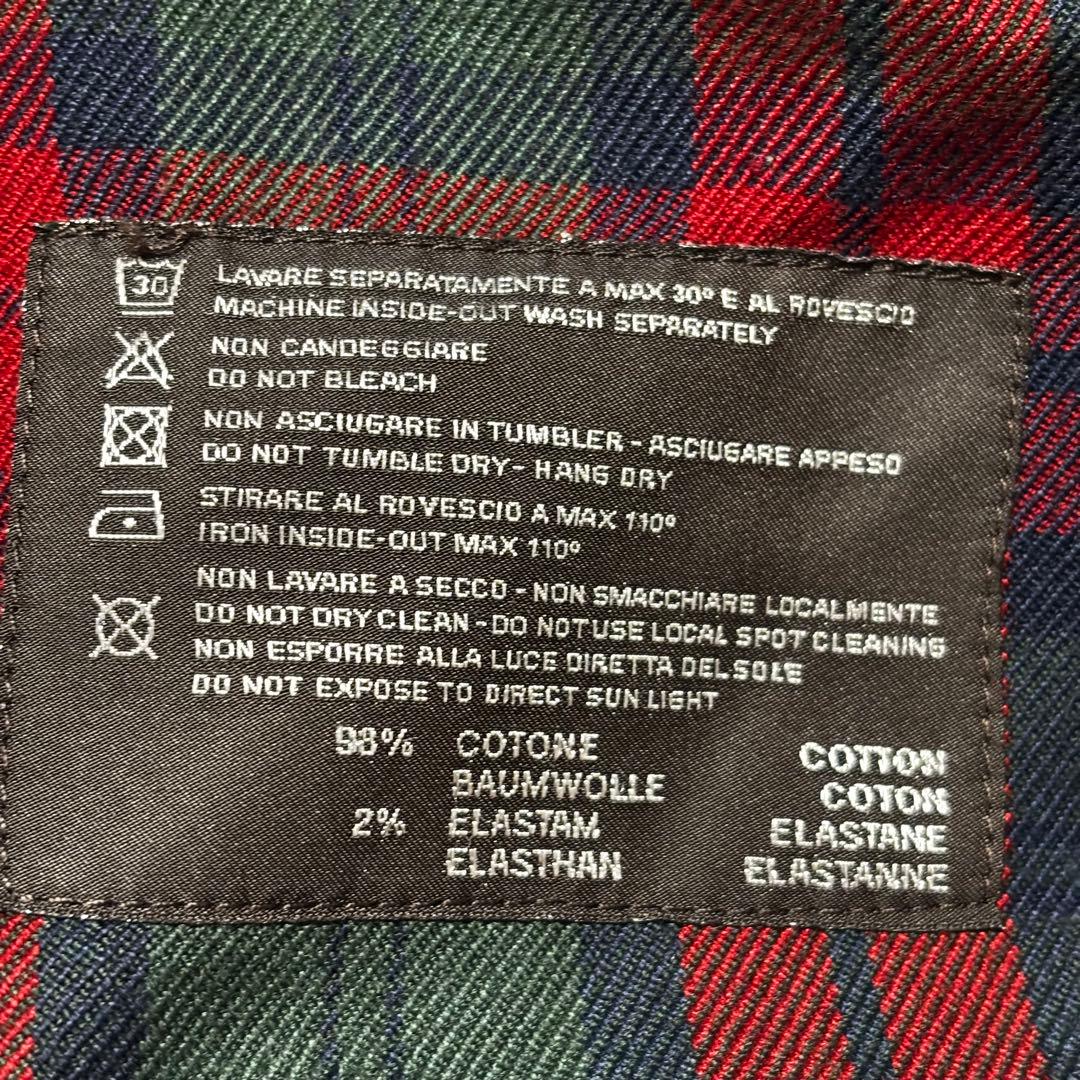 30
LAVARE SEPARATAMENTE A MAX 30° E AL ROVESCIO
MACHINE INSIDE-OUT WASH SEPARATELY
NON CANDEGGIARE
DO NOT BLEACH
NON ASCIUGARE IN TUMBLER - ASCIUGARE APPESO
DO NOT TUMBLE DRY- HANG DRY
STIRARE AL ROVESCIO A MAX 110°
IRON INSIDE-OUT MAX 110°
NON LAVARE A SECCO - NON SMACCHIARE LOCALMENTE
DO NOT DRY CLEAN - DO NOT USE LOCAL SPOT CLEANING
NON ESPORRE ALLA LUCE DIRETTA DEL SOLE
DO NOT EXPOSE TO DIRECT SUN LIGHT
98% COTONE COTTON
BAUMWOLLE COTON
2% ELASTAM ELASTANE
ELASTHAN ELASTANNE